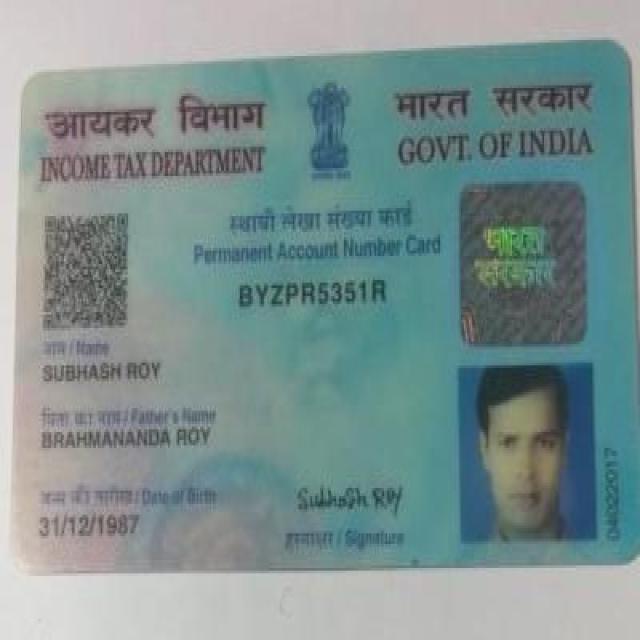 आयकर विभाग
INCOME TAX DEPARTMENT
भारत सरकार
GOVT. OF INDIA
स्थायी लेखा संख्या कार्ड
Permanent Account Number Card
BYZPR5351R
भारत
सरकार
नाम / Name
SUBHASH ROY
पिता का नाम / Father's Name
BRAHMANANDA ROY
जन्म की तारीख / Date of Birth
31/12/1987
Subhash Roy
हस्ताक्षर / Signature
04022017